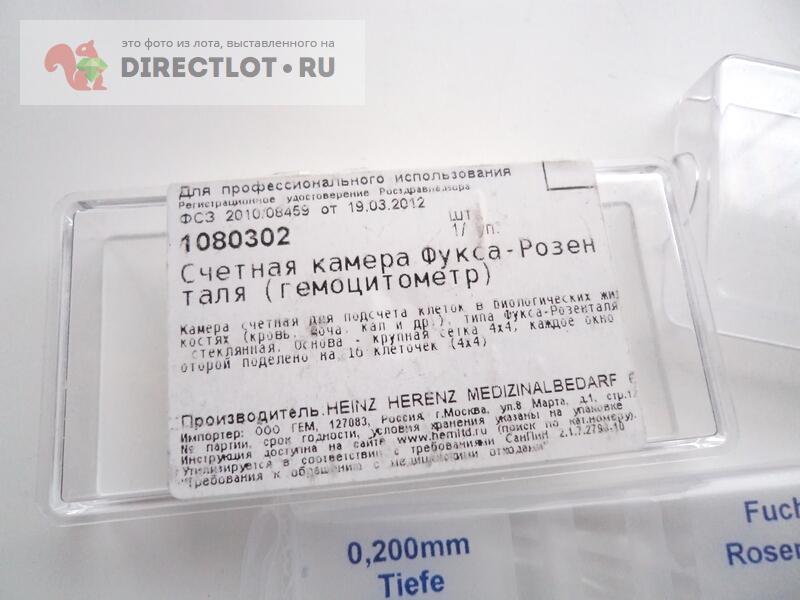 это фото из лота, выставленного на
DIRECTLOT.RU
Для профессионального использования
Регистрационное удостоверение Росздравнадзора
ФСЗ 2010/08459 от 19.03.2012
1080302
шт
1/ уп.
Счетная камера Фукса-Розен
таля (гемоцитометр)
Камера счетная для подсчета клеток в биологических жид
костях (кровь, моча, кал и др.), типа Фукса-Розенталя
стеклянная. Основа - крупная сетка 4x4, каждое окно
оторой поделено на 16 клеточек (4x4)
Производитель:HEINZ HERENZ MEDIZINALBEDARF
Импортер: ООО ГЕМ, 127083, Россия, г.Москва, ул.8 Марта, д.1, стр.12
№ партии, срок годности, условия хранения указаны на упаковке
Инструкция доступна на сайте www.hemltd.ru (поиск по кат.номеру).
Утилизируется в соответствии с требованиями СанПин 2.1.7.2790-10
"Требования к обращению с медицинскими отходами"
0,200mm
Tiefe
Fuch
Rosen